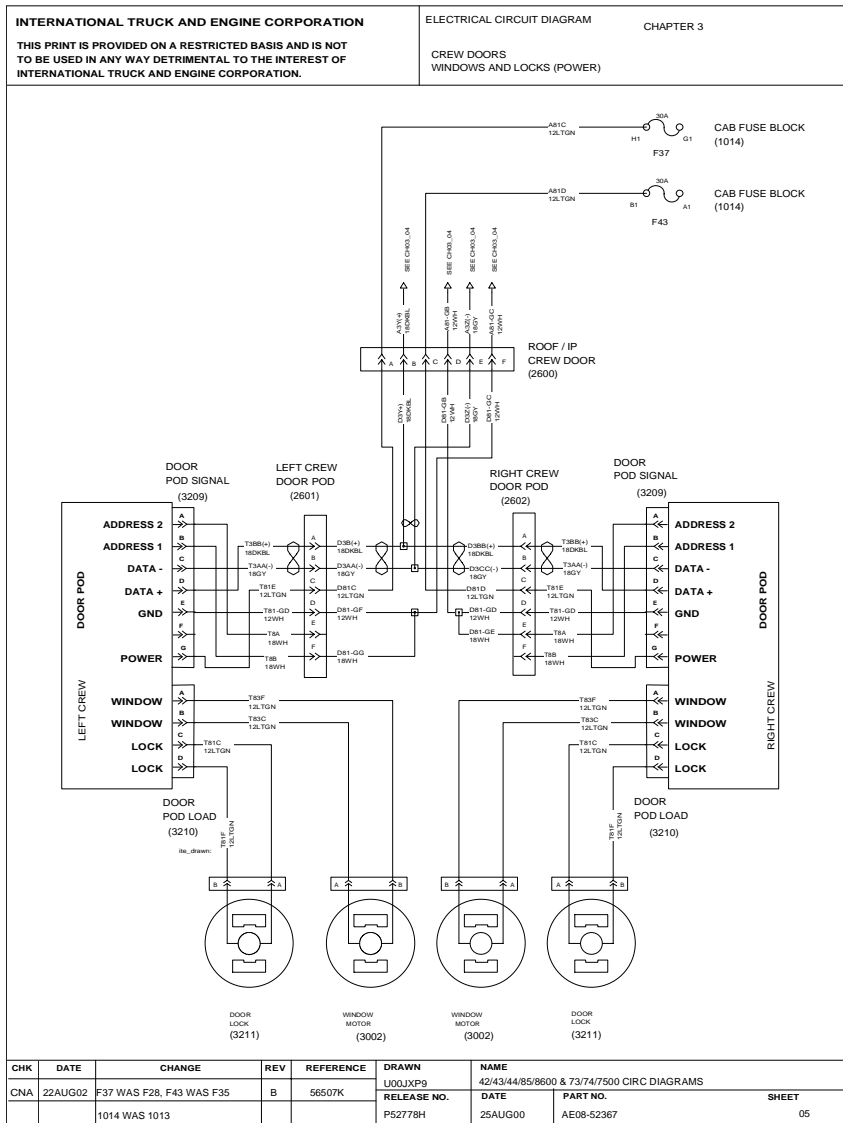 INTERNATIONAL TRUCK AND ENGINE CORPORATION
THIS PRINT IS PROVIDED ON A RESTRICTED BASIS AND IS NOT
TO BE USED IN ANY WAY DETRIMENTAL TO THE INTEREST OF
INTERNATIONAL TRUCK AND ENGINE CORPORATION.
ELECTRICAL CIRCUIT DIAGRAM
CHAPTER 3
CREW DOORS
WINDOWS AND LOCKS (POWER)
A81C
12LTGN
30A
H1
G1
F37
CAB FUSE BLOCK
(1014)
A81D
12LTGN
30A
B1
A1
F43
CAB FUSE BLOCK
(1014)
SEE CH03_04
SEE CH03_04
SEE CH03_04
SEE CH03_04
A3Y(+)
18DKBL
A81-GB
12WH
A3Z(-)
18GY
A81-GC
12WH
A
B
C
D
E
F
ROOF / IP
CREW DOOR
(2600)
D3Y+)
18DKBL
D81-GB
12WH
D3Z(-)
18GY
D81-GC
12WH
DOOR
POD SIGNAL
(3209)
LEFT CREW
DOOR POD
(2601)
RIGHT CREW
DOOR POD
(2602)
DOOR
POD SIGNAL
(3209)
DOOR POD
LEFT CREW
ADDRESS 2
ADDRESS 1
DATA -
DATA +
GND
POWER
WINDOW
WINDOW
LOCK
LOCK
A
B
C
D
E
F
G
A
B
C
D
T3BB(+)
18DKBL
T3AA(-)
18GY
T81E
12LTGN
T81-GD
12WH
T8A
18WH
T8B
18WH
A
B
C
D
E
F
D3B(+)
18DKBL
D3AA(-)
18GY
D81C
12LTGN
D81-GF
12WH
D81-GG
18WH
D3BB(+)
18DKBL
D3CC(-)
18GY
D81D
12LTGN
D81-GD
12WH
D81-GE
18WH
A
B
C
D
E
F
T3BB(+)
18DKBL
T3AA(-)
18GY
T81E
12LTGN
T81-GD
12WH
T8A
18WH
T8B
18WH
A
B
C
D
E
F
G
A
B
C
D
ADDRESS 2
ADDRESS 1
DATA -
DATA +
GND
POWER
WINDOW
WINDOW
LOCK
LOCK
DOOR POD
RIGHT CREW
T83F
12LTGN
T83C
12LTGN
T81C
12LTGN
T83F
12LTGN
T83C
12LTGN
T81C
12LTGN
DOOR
POD LOAD
(3210)
T81F
12LTGN
ite_drawn:
DOOR
POD LOAD
(3210)
T81F
12LTGN
B
A
A
B
B
A
A
B
DOOR
LOCK
(3211)
WINDOW
MOTOR
(3002)
WINDOW
MOTOR
(3002)
DOOR
LOCK
(3211)
CHK DATE CHANGE REV REFERENCE
CNA 22AUG02 F37 WAS F28, F43 WAS F35 B 56507K
1014 WAS 1013
DRAWN
U00JXP9
NAME
42/43/44/85/8600 & 73/74/7500 CIRC DIAGRAMS
RELEASE NO.
P52778H
DATE
25AUG00
PART NO.
AE08-52367
SHEET
05